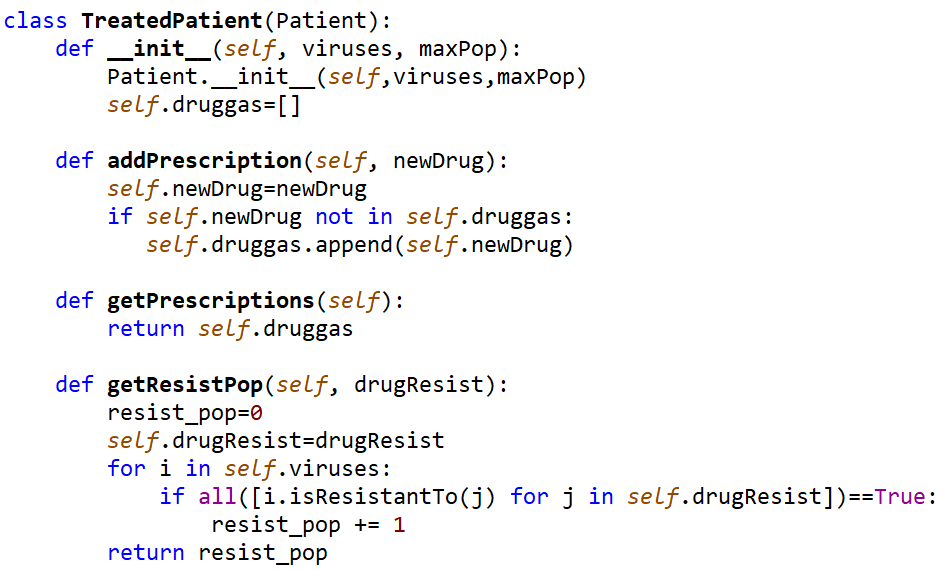 class TreatedPatient(Patient):
    def __init__(self, viruses, maxPop):
        Patient.__init__(self,viruses,maxPop)
        self.druggas=[]

    def addPrescription(self, newDrug):
        self.newDrug=newDrug
        if self.newDrug not in self.druggas:
           self.druggas.append(self.newDrug)

    def getPrescriptions(self):
        return self.druggas

    def getResistPop(self, drugResist):
        resist_pop=0
        self.drugResist=drugResist
        for i in self.viruses:
            if all([i.isResistantTo(j) for j in self.drugResist])==True:
                resist_pop += 1
        return resist_pop